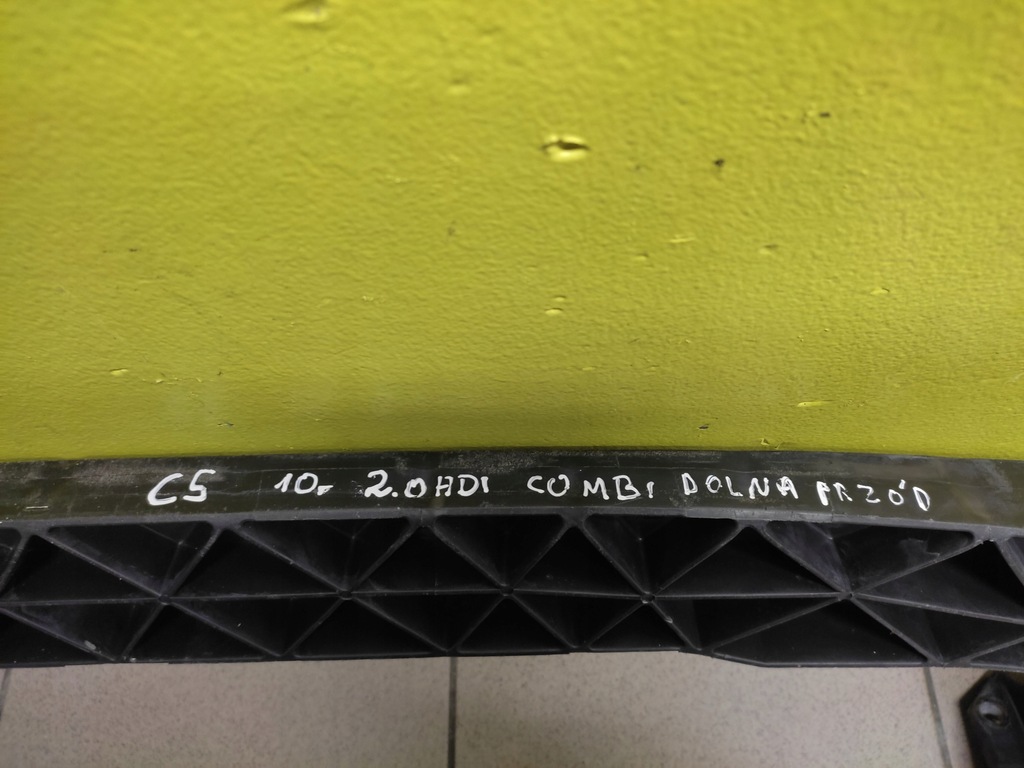 C5 10r 2.0HDI COMBI DOLNA PRZÓD